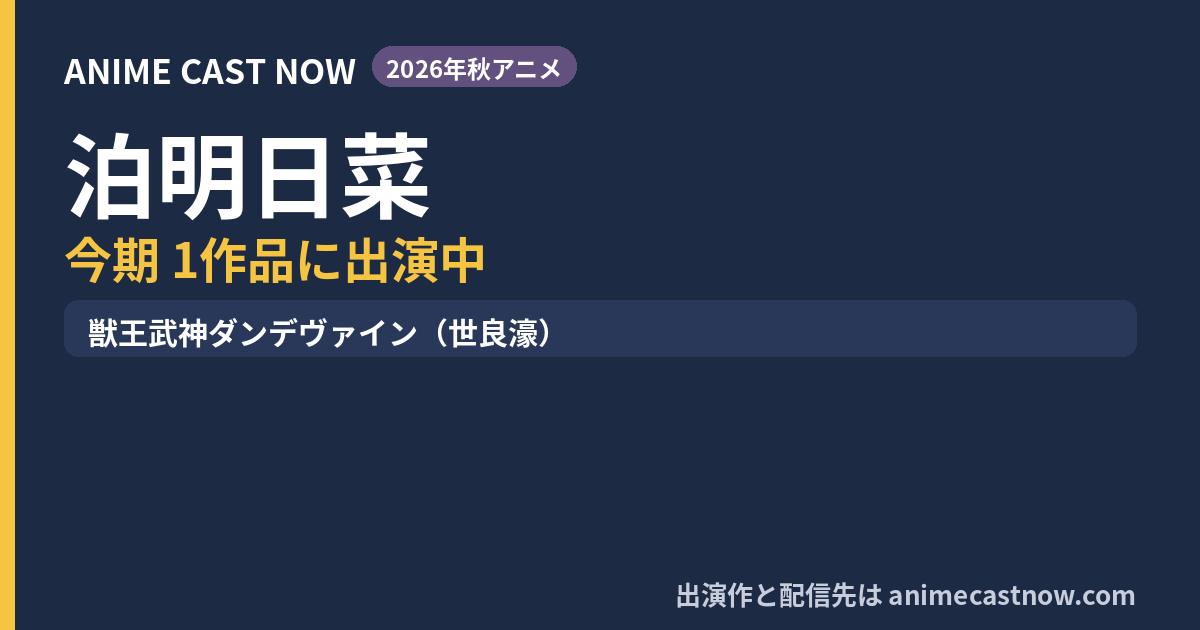 ANIME CAST NOW 2026年秋アニメ
泊明日菜
今期 1作品に出演中
獣王武神ダンデヴァイン（世良濠）
出演作と配信先は animecastnow.com